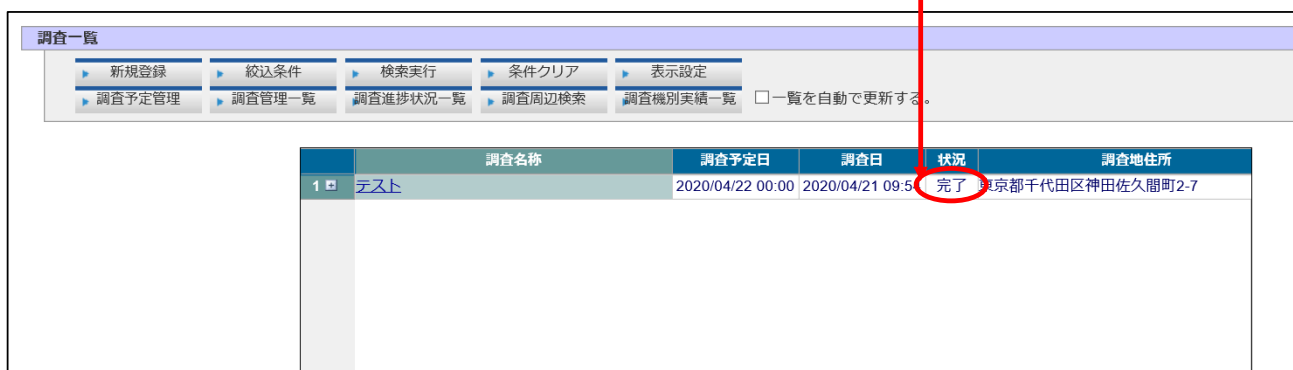 調査一覧
新規登録 絞込条件 検索実行 条件クリア 表示設定
調査予定管理 調査管理一覧 調査進捗状況一覧 調査周辺検索 調査機別実績一覧 □一覧を自動で更新する。
調査名称 調査予定日 調査日 状況 調査地住所
1 テスト 2020/04/22 00:00 2020/04/21 09:5 完了 東京都千代田区神田佐久間町2-7